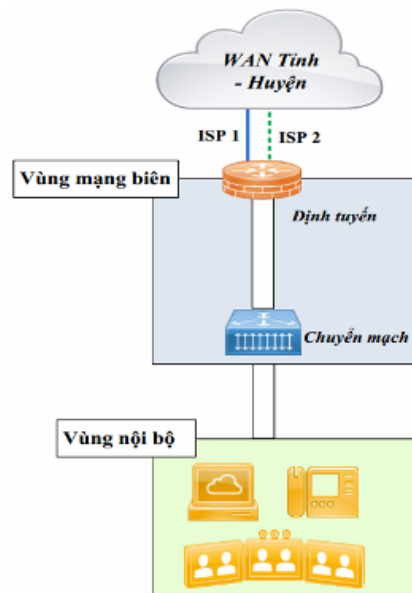 WAN Tỉnh
- Huyện
ISP 1
ISP 2
Vùng mạng biên
Định tuyến
Chuyển mạch
Vùng nội bộ